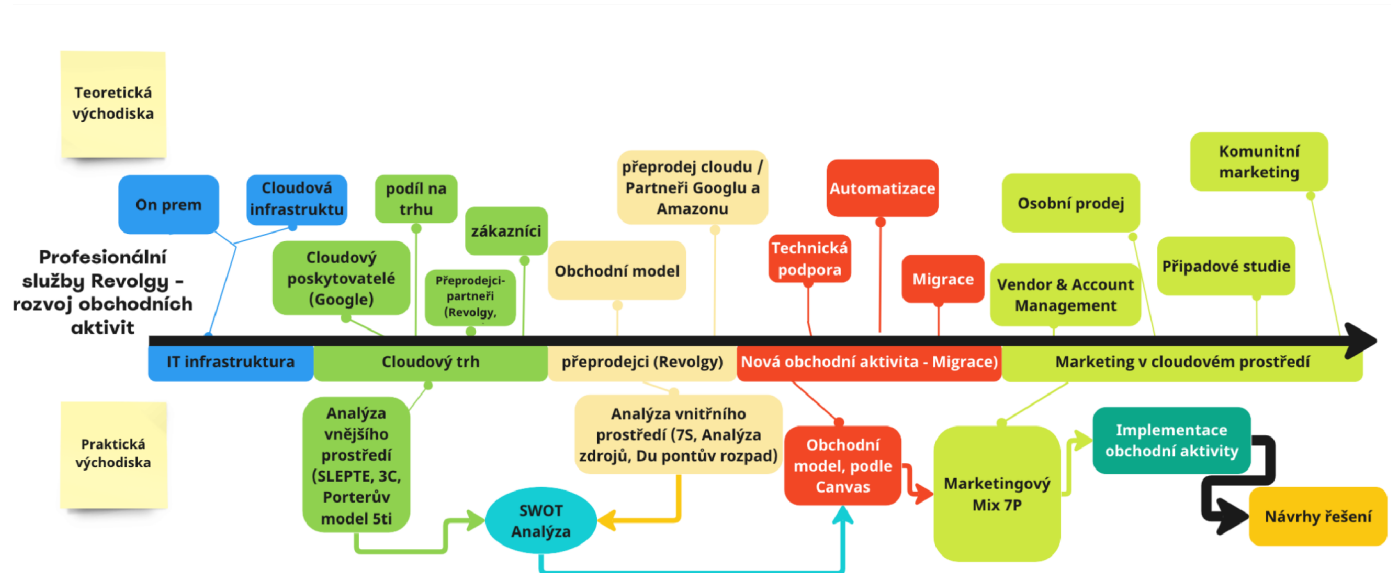 Teoretická
východiska
Profesionální
služby Revolgy -
rozvoj obchodních
aktivit
On prem
Cloudová
infrastruktu
Cloudový
poskytovatelé
(Google)
podíl na
trhu
Přeprodejci-
partneři
(Revolgy,
zákazníci
Obchodní model
přeprodej cloudu /
Partneři Googlu a
Amazonu
Technická
podpora
Automatizace
Migrace
Vendor & Account
Management
Osobní prodej
Připadové studie
Komunitní
marketing
IT infrastruktura
Cloudový trh
přeprodejci (Revolgy)
Nová obchodní aktivita - Migrace)
Marketing v cloudovém prostředí
Praktická
východiska
Analýza
vnějšího
prostředí
(SLEPTE, 3C,
Porterův
model 5ti
SWOT
Analýza
Analýza vnitřního
prostředí (7S, Analýza
zdrojů, Du pontův rozpad)
Obchodní
model, podle
Canvas
Marketingový
Mix 7P
Implementace
obchodní aktivity
Návrhy řešení